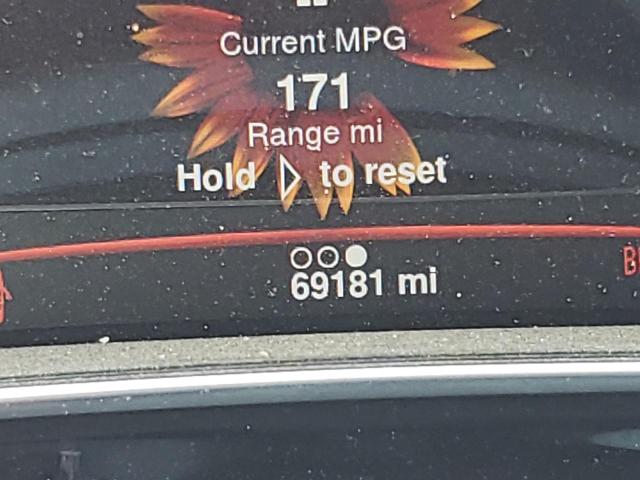 Current MPG
171
Range mi
Hold ▷ to reset
69181 mi